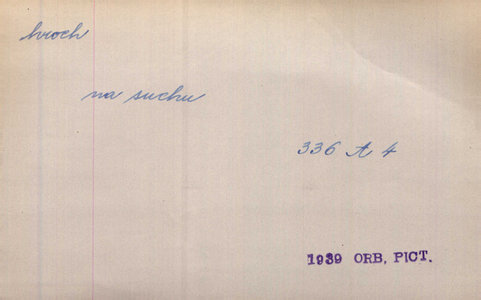 hroch
na suchu
336 A 4
1939 ORB. PICT.